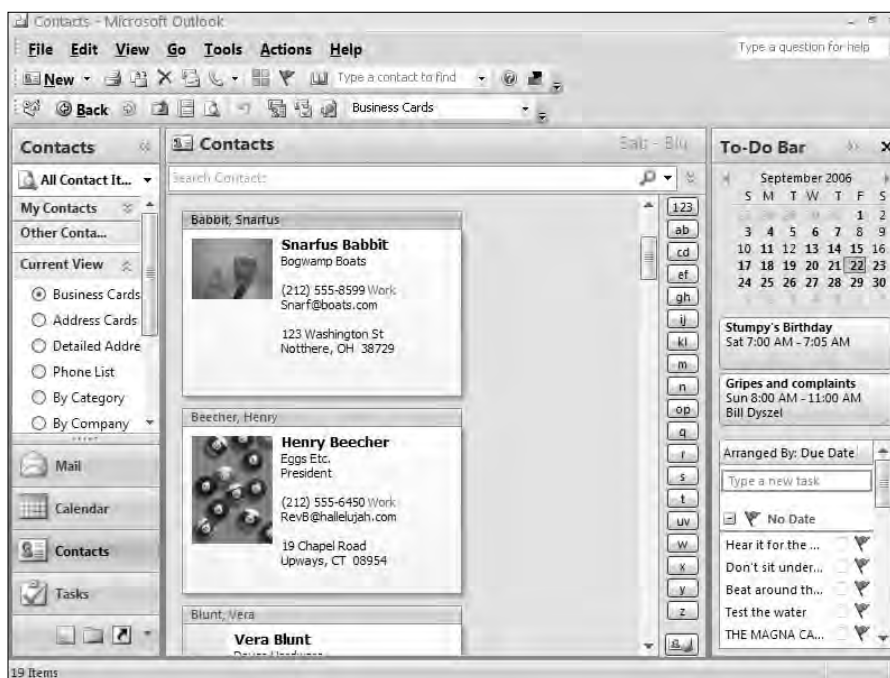 Contacts - Microsoft Outlook
File Edit View Go Tools Actions Help
Type a question for help
New
Type a contact to find
Back
Business Cards
Contacts
All Contact It...
My Contacts
Other Conta...
Current View
Business Cards
Address Cards
Detailed Addre
Phone List
By Category
By Company
Mail
Calendar
Contacts
Tasks
Contacts
Search Contacts
Babbit, Snarfus
Snarfus Babbit
Bogwamp Boats
(212) 555-8599 Work
Snarf@boats.com
123 Washington St
Notthere, OH 38729
Beecher, Henry
Henry Beecher
Eggs Etc.
President
(212) 555-6450 Work
RevB@hallelujah.com
19 Chapel Road
Upways, CT 08954
Blunt, Vera
Vera Blunt
123
ab
cd
ef
gh
ij
kl
m
n
op
q
r
s
t
uv
w
x
y
z
To-Do Bar
September 2006
S M T W T F S
1 2
3 4 5 6 7 8 9
10 11 12 13 14 15 16
17 18 19 20 21 22 23
24 25 26 27 28 29 30
Stumpy's Birthday
Sat 7:00 AM - 7:05 AM
Gripes and complaints
Sun 8:00 AM - 11:00 AM
Bill Dyszel
Arranged By: Due Date
Type a new task
No Date
Hear it for the ...
Don't sit under...
Beat around th...
Test the water
THE MAGNA CA...
19 Items